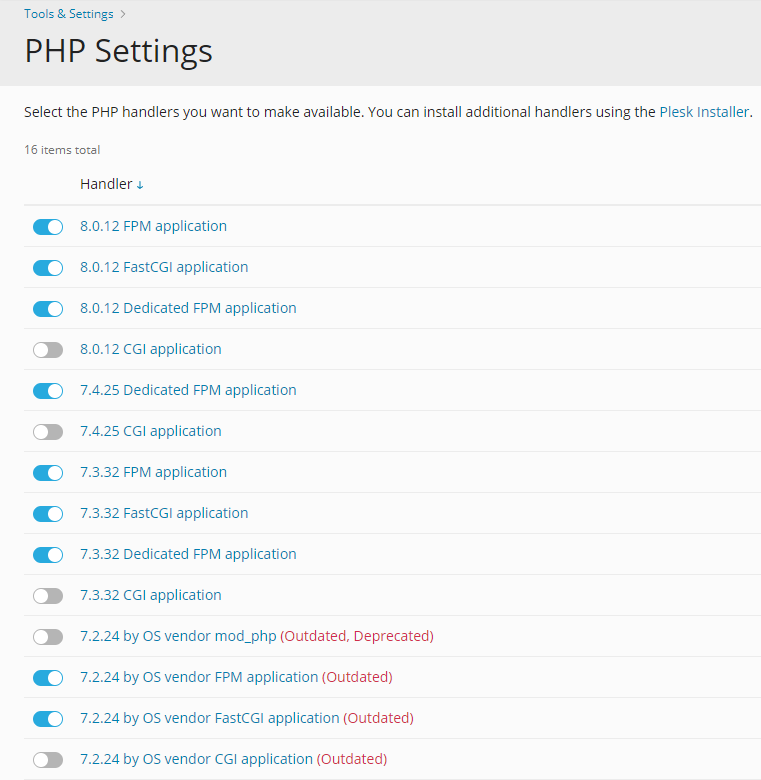 Tools & Settings >
PHP Settings
Select the PHP handlers you want to make available. You can install additional handlers using the Plesk Installer.
16 items total
Handler ↓
8.0.12 FPM application
8.0.12 FastCGI application
8.0.12 Dedicated FPM application
8.0.12 CGI application
7.4.25 Dedicated FPM application
7.4.25 CGI application
7.3.32 FPM application
7.3.32 FastCGI application
7.3.32 Dedicated FPM application
7.3.32 CGI application
7.2.24 by OS vendor mod_php (Outdated, Deprecated)
7.2.24 by OS vendor FPM application (Outdated)
7.2.24 by OS vendor FastCGI application (Outdated)
7.2.24 by OS vendor CGI application (Outdated)